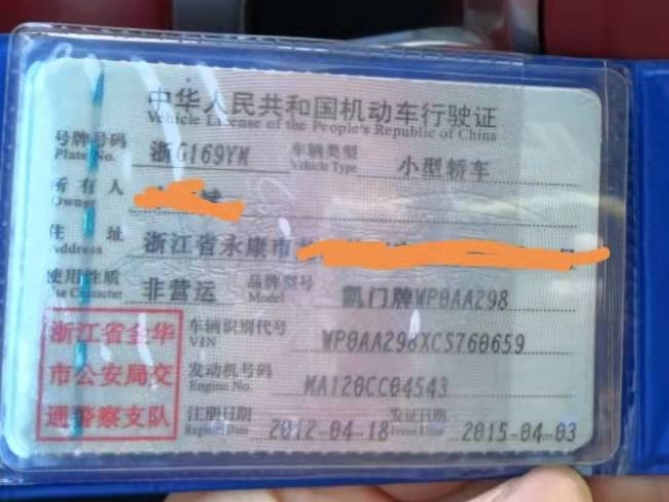 中华人民共和国机动车行驶证
Vehicle License of the People's Republic of China
号牌号码 浙G169YM 车辆类型 小型轿车
Plate No. Vehicle Type
所有人
Owner
住址 浙江省永康市
Address
使用性质 非营运 品牌型号 凯门牌WP0AA298
Use Character Model
浙江省金华
市公安局交
通警察支队
车辆识别代号 WP0AA298XCS760659
VIN
发动机号码 MA120CC04543
Engine No.
注册日期 2012-04-18 发证日期 2015-04-03
Register Date Issue Date